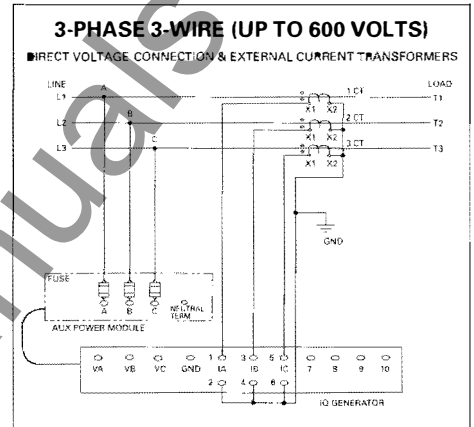 3-PHASE 3-WIRE (UP TO 600 VOLTS)
DIRECT VOLTAGE CONNECTION & EXTERNAL CURRENT TRANSFORMERS
LINE LOAD
A 1 CT
L1 X1 X2 T1
B 2 CT
L2 X1 X2 T2
C 3 CT
L3 X1 X2 T3
GND
FUSE
A B C NEUTRAL TERM
AUX POWER MODULE
1 3 5
VA VB VC GND IA IB IC 7 8 9 10
2 4 6
IQ GENERATOR